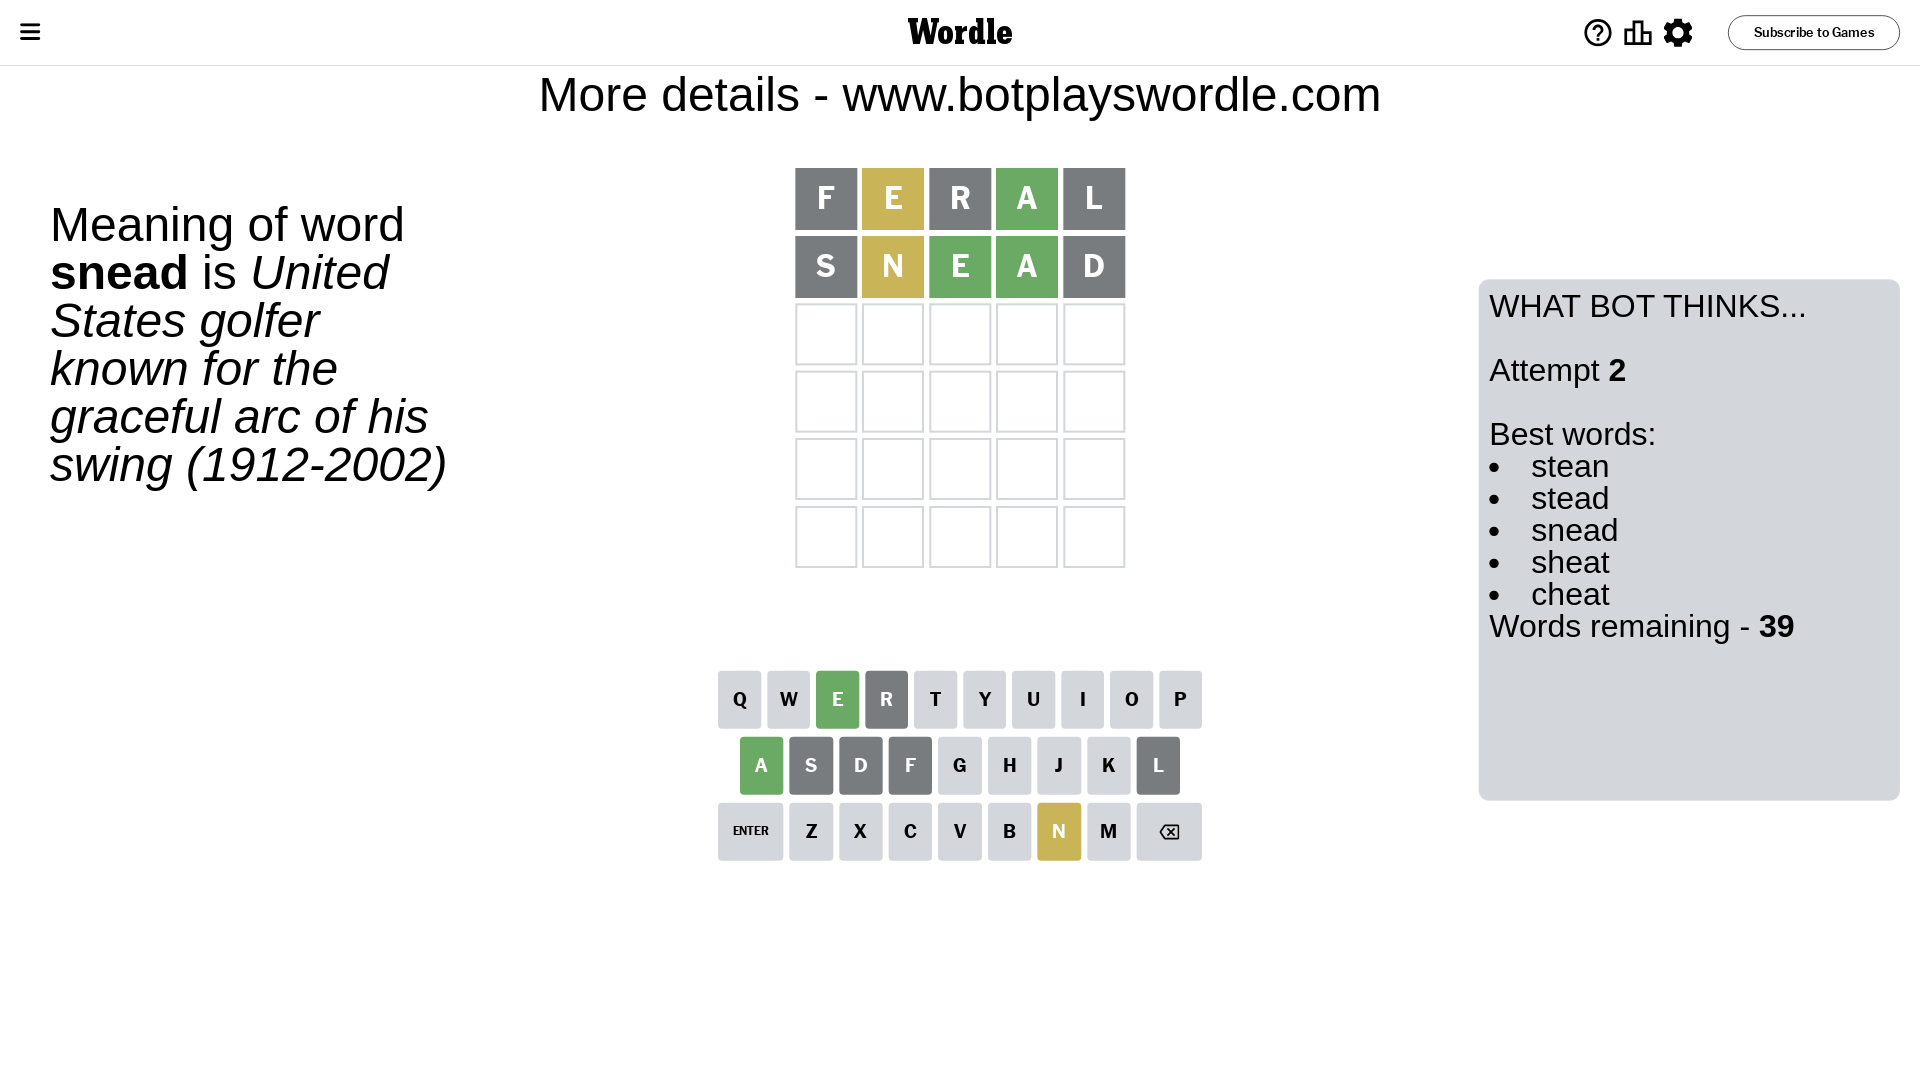 Wordle
Subscribe to Games
More details - www.botplayswordle.com
Meaning of word
snead is United
States golfer
known for the
graceful arc of his
swing (1912-2002)
F E R A L
S N E A D
WHAT BOT THINKS...
Attempt 2
Best words:
• stean
• stead
• snead
• sheat
• cheat
Words remaining - 39
Q W E R T Y U I O P
A S D F G H J K L
ENTER Z X C V B N M